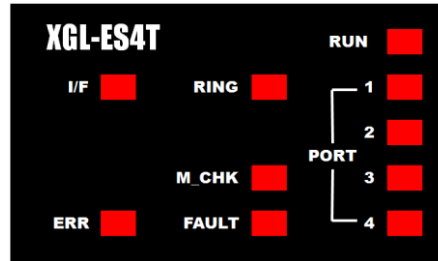 XGL-ES4T
RUN
I/F RING 1
2
PORT
M_CHK 3
ERR FAULT 4